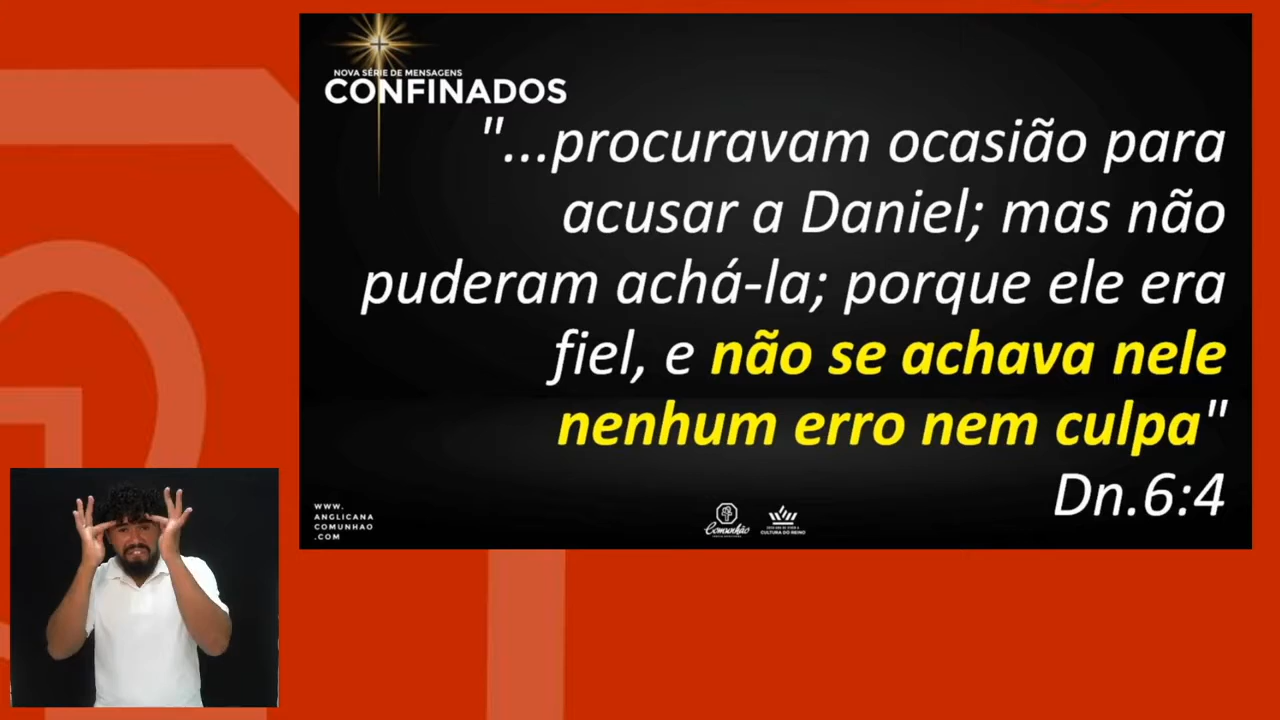 NOVA SÉRIE DE MENSAGENS
CONFINADOS
"...procuravam ocasião para
acusar a Daniel; mas não
puderam achá-la; porque ele era
fiel, e não se achava nele
nenhum erro nem culpa"
Dn.6:4
WWW.
ANGLICANA
COMUNHAO
.COM
Comunhão
CULTURA DO REINO